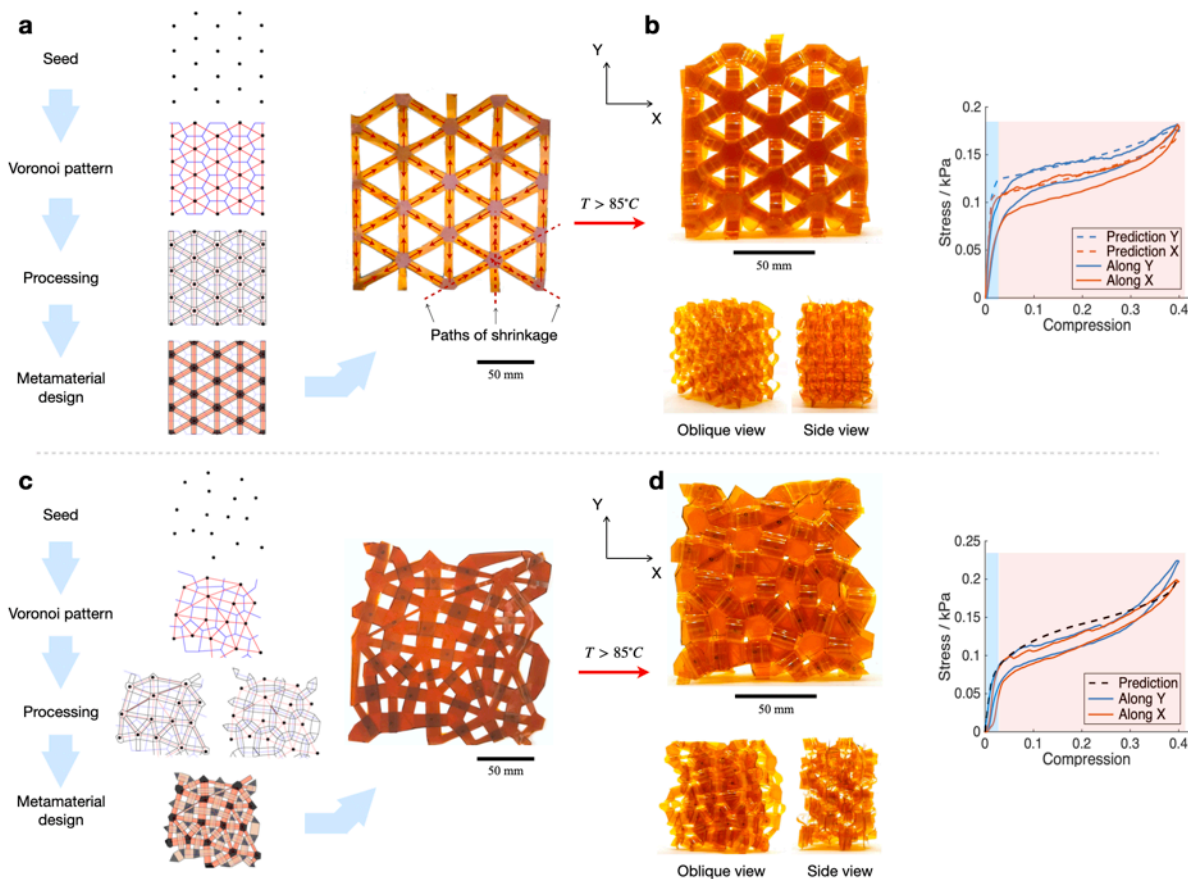 a
Seed
Voronoi pattern
Processing
Metamaterial
design
Paths of shrinkage
50 mm
T > 85°C
b
Y
X
50 mm
Oblique view
Side view
0.2
0.15
0.1
0.05
0
0
0.1
0.2
0.3
0.4
Stress / kPa
Compression
Prediction Y
Prediction X
Along Y
Along X
c
Seed
Voronoi pattern
Processing
Metamaterial
design
50 mm
T > 85°C
d
Y
X
50 mm
Oblique view
Side view
0.25
0.2
0.15
0.1
0.05
0
0
0.1
0.2
0.3
0.4
Stress / kPa
Compression
Prediction
Along Y
Along X